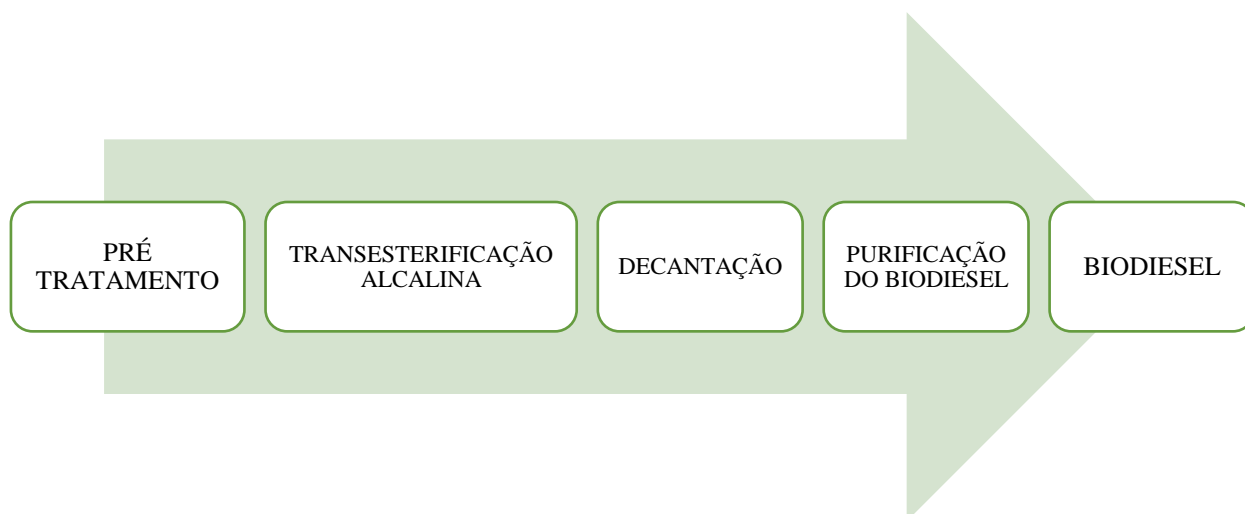 PRÉ
TRATAMENTO
TRANSESTERIFICAÇÃO
ALCALINA
DECANTAÇÃO
PURIFICAÇÃO
DO BIODIESEL
BIODIESEL